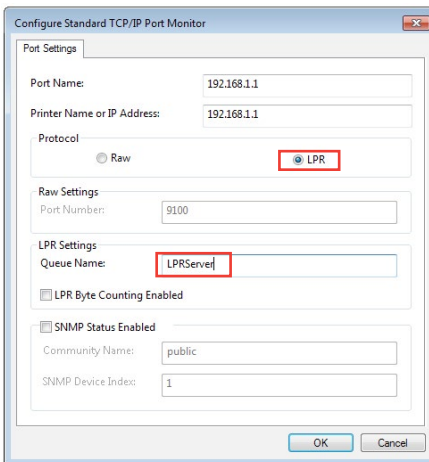 Configure Standard TCP/IP Port Monitor
Port Settings
Port Name: 192.168.1.1
Printer Name or IP Address: 192.168.1.1
Protocol
Raw LPR
Raw Settings
Port Number: 9100
LPR Settings
Queue Name: LPRServer
LPR Byte Counting Enabled
SNMP Status Enabled
Community Name: public
SNMP Device Index: 1
OK Cancel